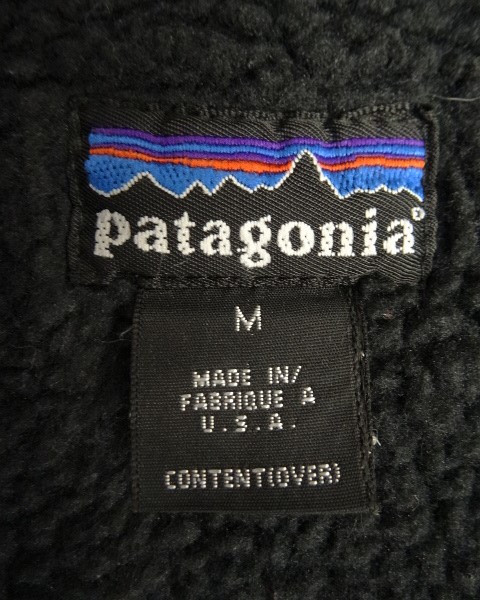 patagonia®
M
MADE IN/
FABRIQUE A
U.S.A.
CONTENT(OVER)